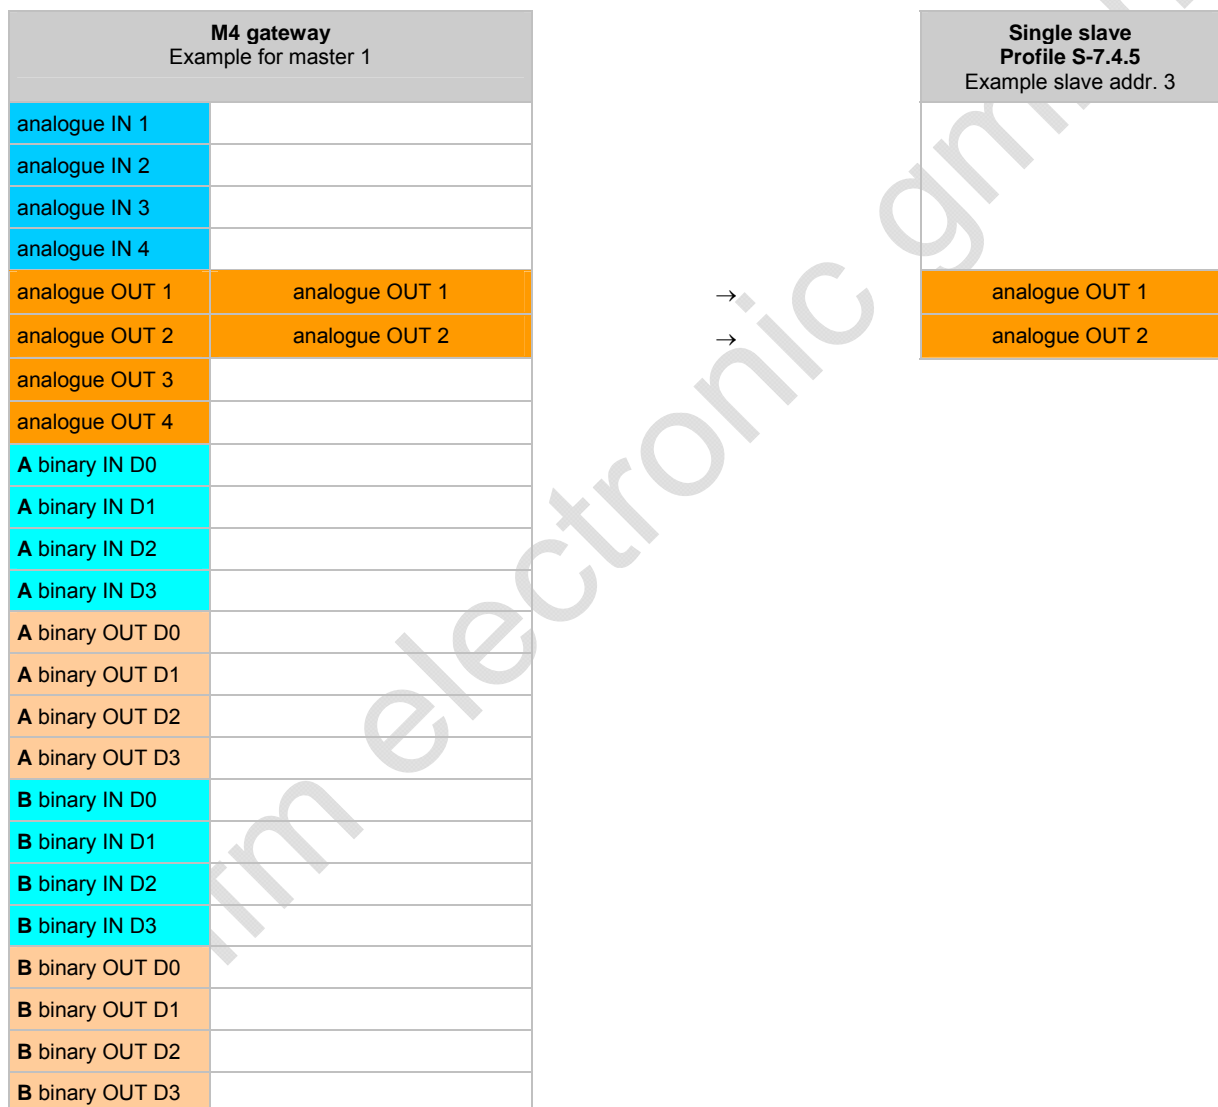 M4 gateway
Example for master 1
Single slave
Profile S-7.4.5
Example slave addr. 3
analogue IN 1
analogue IN 2
analogue IN 3
analogue IN 4
analogue OUT 1 analogue OUT 1 → analogue OUT 1
analogue OUT 2 analogue OUT 2 → analogue OUT 2
analogue OUT 3
analogue OUT 4
A binary IN D0
A binary IN D1
A binary IN D2
A binary IN D3
A binary OUT D0
A binary OUT D1
A binary OUT D2
A binary OUT D3
B binary IN D0
B binary IN D1
B binary IN D2
B binary IN D3
B binary OUT D0
B binary OUT D1
B binary OUT D2
B binary OUT D3
electronic